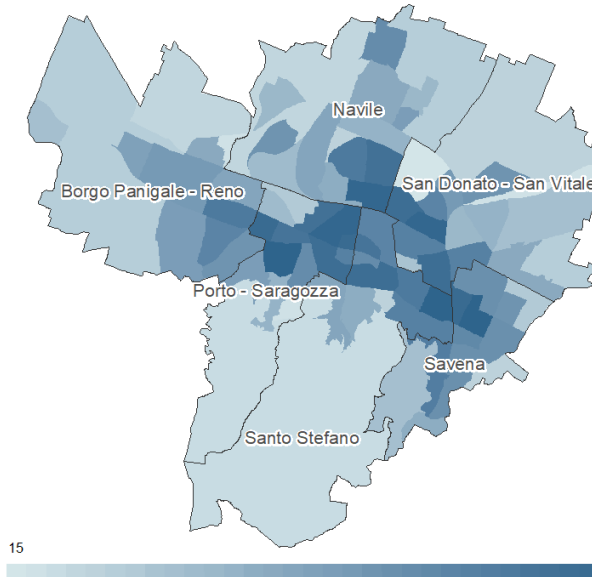 Navile
San Donato - San Vitale
Borgo Panigale - Reno
Porto - Saragozza
Savena
Santo Stefano
15